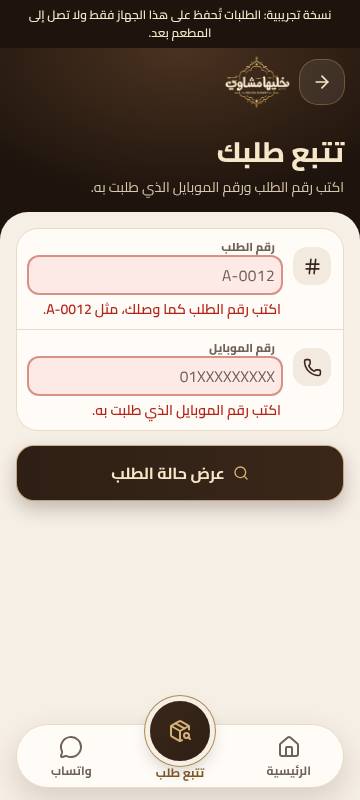 نسخة تجريبية: الطلبات تُحفظ على هذا الجهاز فقط ولا تصل إلى
المطعم بعد.
خليها مشاوي
تتبع طلبك
اكتب رقم الطلب ورقم الموبايل الذي طلبت به.
رقم الطلب
A-0012
اكتب رقم الطلب كما وصلك، مثل A-0012.
رقم الموبايل
01XXXXXXXXX
اكتب رقم الموبايل الذي طلبت به.
عرض حالة الطلب
الرئيسية
تتبع طلب
واتساب